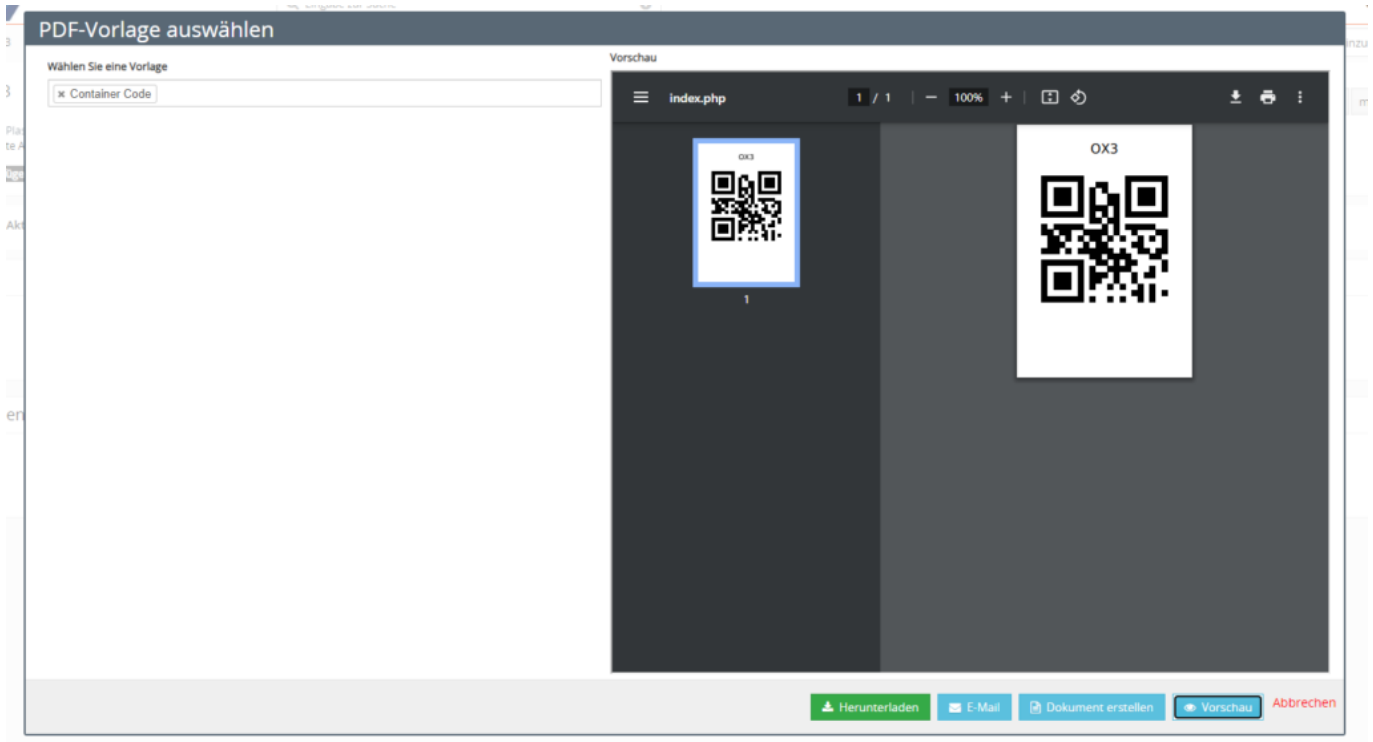 PDF-Vorlage auswählen
Wählen Sie eine Vorlage
× Container Code
Vorschau
index.php
1 / 1
100%
OX3
1
OX3
Herunterladen
E-Mail
Dokument erstellen
Vorschau
Abbrechen